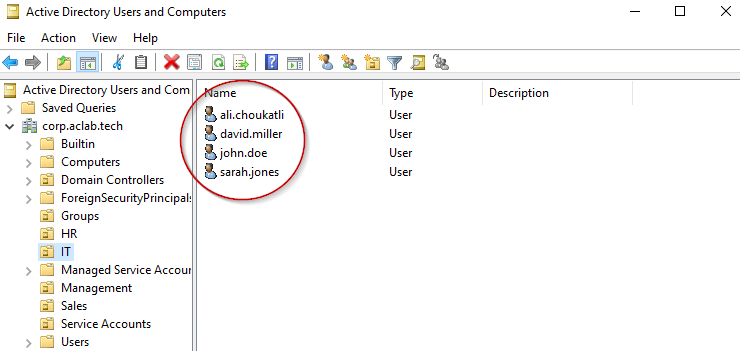 Active Directory Users and Computers
File Action View Help
Active Directory Users and Com
Saved Queries
corp.aclab.tech
Builtin
Computers
Domain Controllers
ForeignSecurityPrincipals
Groups
HR
IT
Managed Service Accour
Management
Sales
Service Accounts
Users
Name Type Description
ali.choukatli User
david.miller User
john.doe User
sarah.jones User